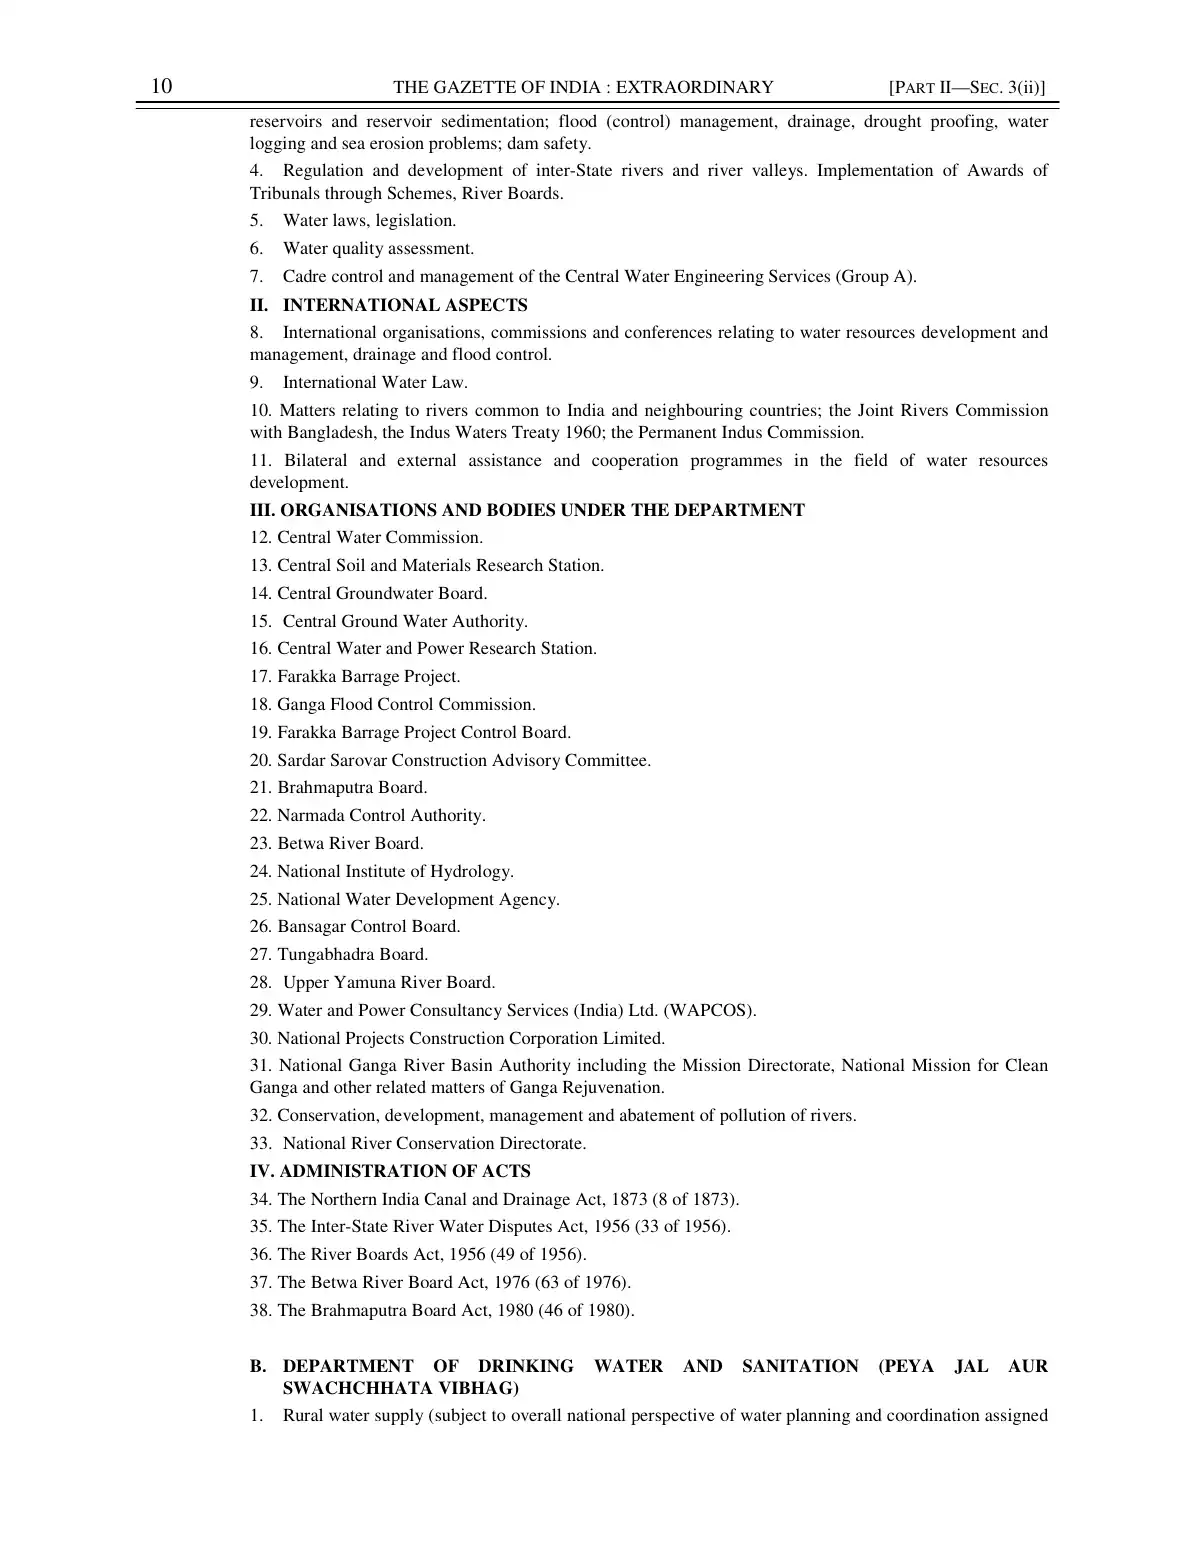 10 THE GAZETTE OF INDIA : EXTRAORDINARY [PART II—SEC. 3(ii)]
reservoirs and reservoir sedimentation; flood (control) management, drainage, drought proofing, water
logging and sea erosion problems; dam safety.
4. Regulation and development of inter-State rivers and river valleys. Implementation of Awards of
Tribunals through Schemes, River Boards.
5. Water laws, legislation.
6. Water quality assessment.
7. Cadre control and management of the Central Water Engineering Services (Group A).
II. INTERNATIONAL ASPECTS
8. International organisations, commissions and conferences relating to water resources development and
management, drainage and flood control.
9. International Water Law.
10. Matters relating to rivers common to India and neighbouring countries; the Joint Rivers Commission
with Bangladesh, the Indus Waters Treaty 1960; the Permanent Indus Commission.
11. Bilateral and external assistance and cooperation programmes in the field of water resources
development.
III. ORGANISATIONS AND BODIES UNDER THE DEPARTMENT
12. Central Water Commission.
13. Central Soil and Materials Research Station.
14. Central Groundwater Board.
15. Central Ground Water Authority.
16. Central Water and Power Research Station.
17. Farakka Barrage Project.
18. Ganga Flood Control Commission.
19. Farakka Barrage Project Control Board.
20. Sardar Sarovar Construction Advisory Committee.
21. Brahmaputra Board.
22. Narmada Control Authority.
23. Betwa River Board.
24. National Institute of Hydrology.
25. National Water Development Agency.
26. Bansagar Control Board.
27. Tungabhadra Board.
28. Upper Yamuna River Board.
29. Water and Power Consultancy Services (India) Ltd. (WAPCOS).
30. National Projects Construction Corporation Limited.
31. National Ganga River Basin Authority including the Mission Directorate, National Mission for Clean
Ganga and other related matters of Ganga Rejuvenation.
32. Conservation, development, management and abatement of pollution of rivers.
33. National River Conservation Directorate.
IV. ADMINISTRATION OF ACTS
34. The Northern India Canal and Drainage Act, 1873 (8 of 1873).
35. The Inter-State River Water Disputes Act, 1956 (33 of 1956).
36. The River Boards Act, 1956 (49 of 1956).
37. The Betwa River Board Act, 1976 (63 of 1976).
38. The Brahmaputra Board Act, 1980 (46 of 1980).
B. DEPARTMENT OF DRINKING WATER AND SANITATION (PEYA JAL AUR
SWACHCHHATA VIBHAG)
1. Rural water supply (subject to overall national perspective of water planning and coordination assigned